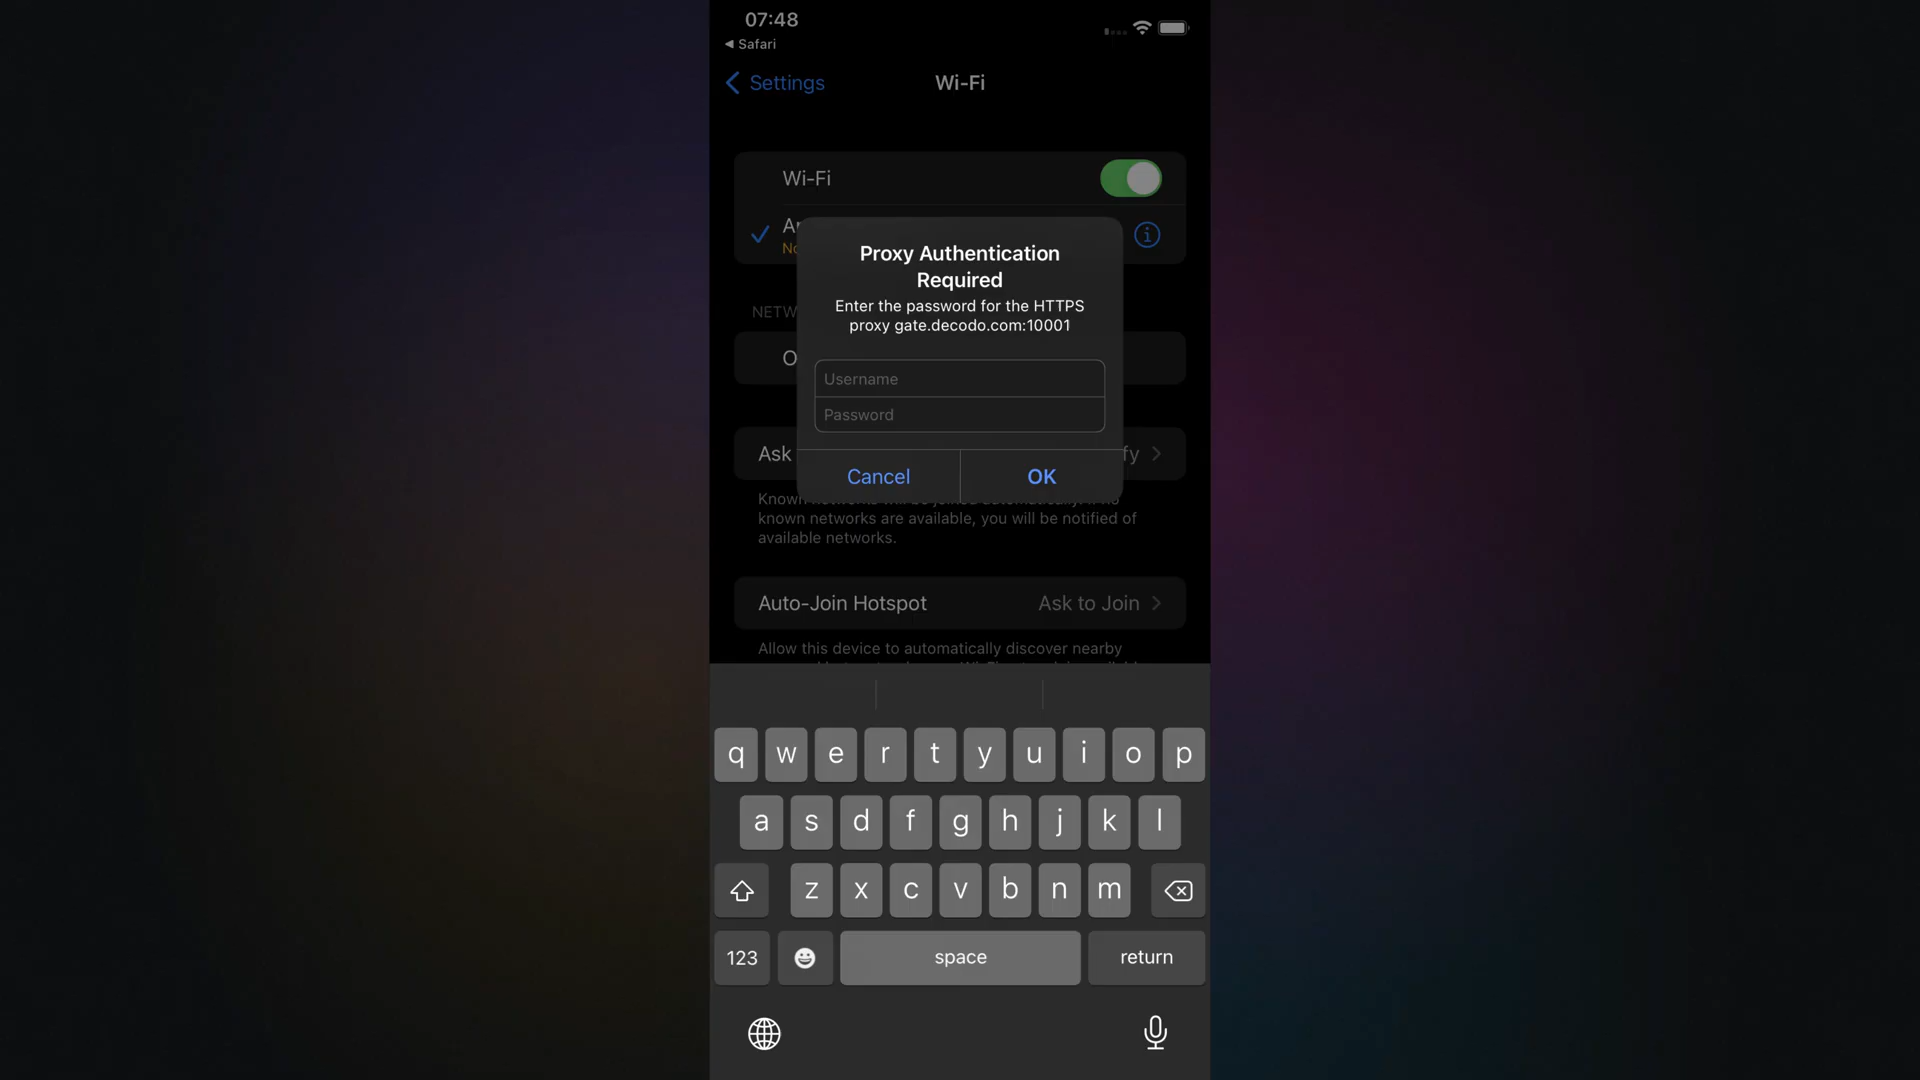 07:48
Safari
Settings
Wi-Fi
Wi-Fi
Proxy Authentication
Required
Enter the password for the HTTPS
proxy gate.decodo.com:10001
NETW
O
Username
Password
Ask
fy
Cancel
OK
known networks are available, you will be notified of
available networks.
Auto-Join Hotspot
Ask to Join
Allow this device to automatically discover nearby
q w e r t y u i o p
a s d f g h j k l
z x c v b n m
123
space
return